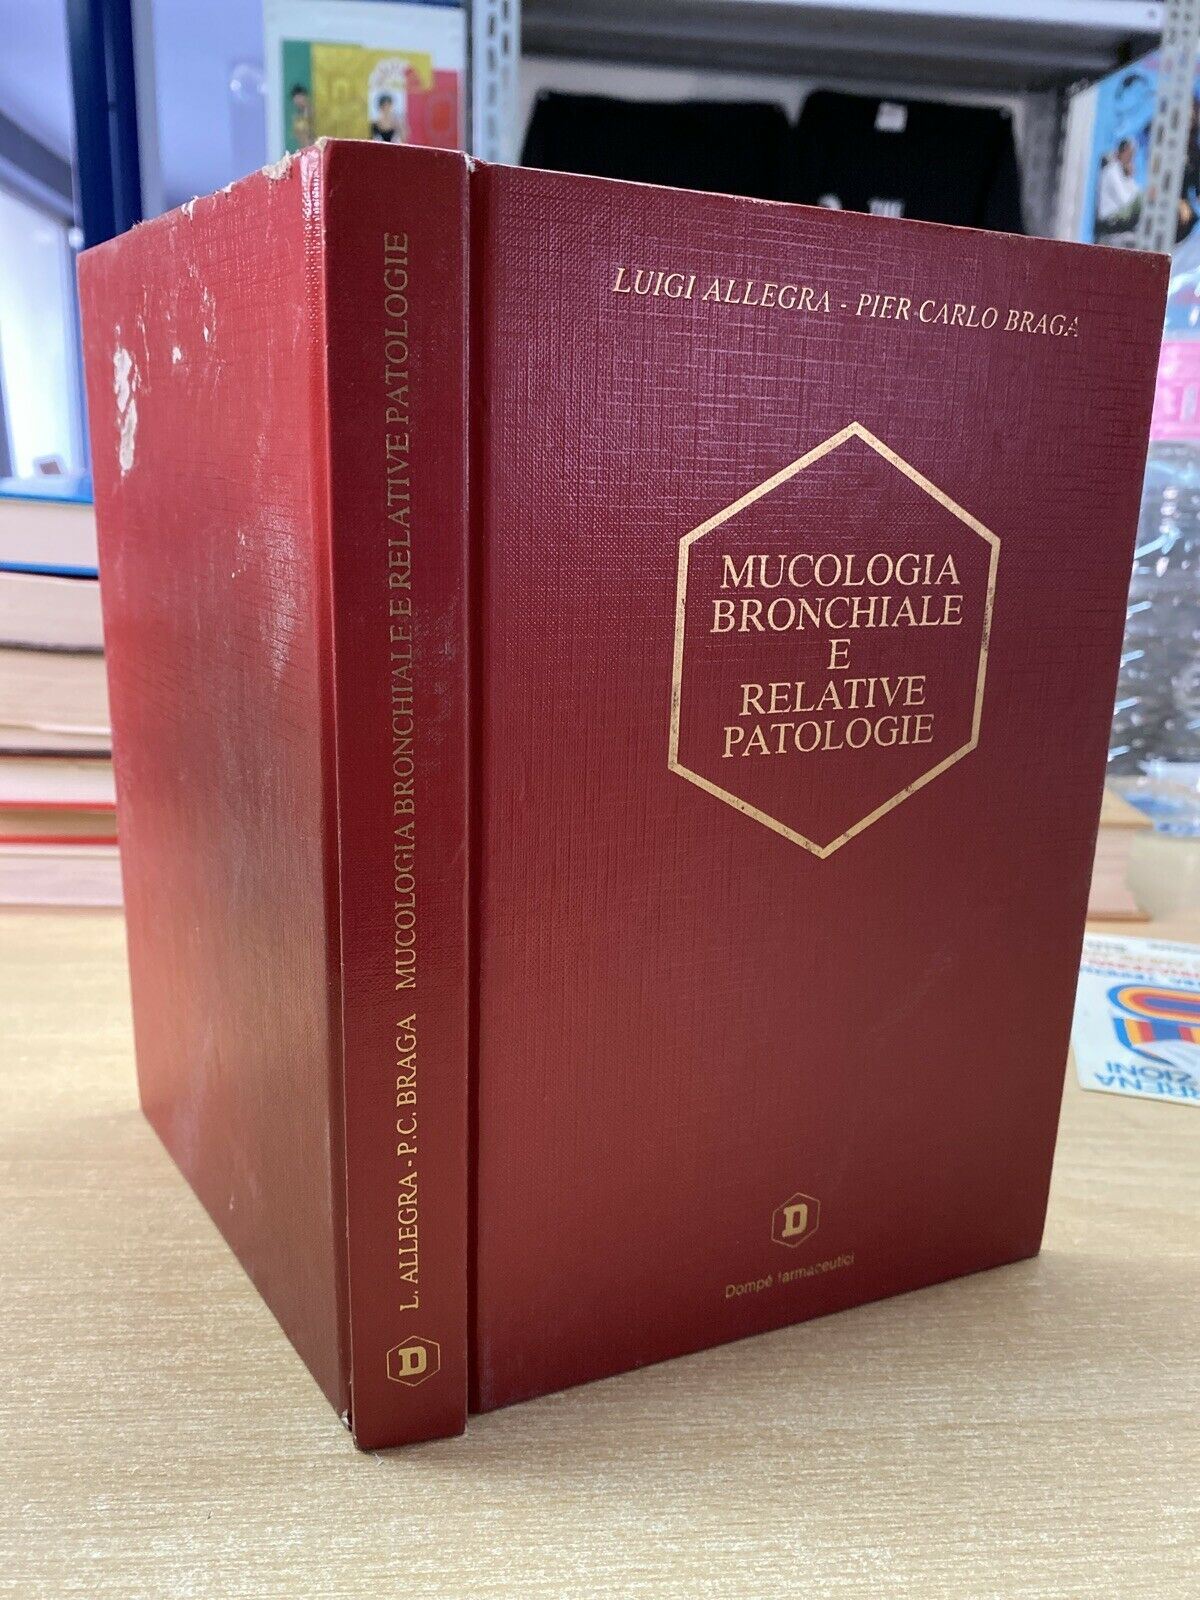 LUIGI ALLEGRA - PIER CARLO BRAGA
MUCOLOGIA
BRONCHIALE
E
RELATIVE
PATOLOGIE
D
Dompé farmaceutici
L. ALLEGRA - P.C. BRAGA MUCOLOGIA BRONCHIALE E RELATIVE PATOLOGIE
D